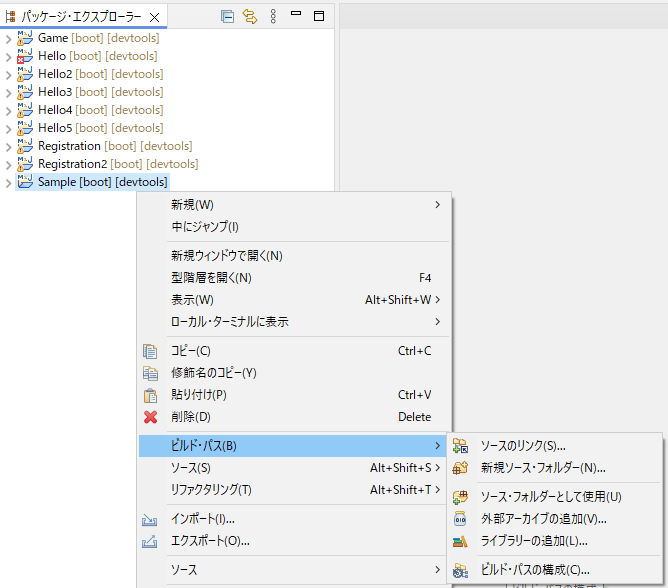 パッケージ・エクスプローラー
Game [boot] [devtools]
Hello [boot] [devtools]
Hello2 [boot] [devtools]
Hello3 [boot] [devtools]
Hello4 [boot] [devtools]
Hello5 [boot] [devtools]
Registration [boot] [devtools]
Registration2 [boot] [devtools]
Sample [boot] [devtools]
新規(W)
中にジャンプ(I)
新規ウィンドウで開く(N)
型階層を開く(N) F4
表示(W) Alt+Shift+W
ローカル・ターミナルに表示
コピー(C) Ctrl+C
修飾名のコピー(Y)
貼り付け(P) Ctrl+V
削除(D) Delete
ビルド・パス(B)
ソース(S) Alt+Shift+S
リファクタリング(T) Alt+Shift+T
インポート(I)...
エクスポート(O)...
ソース
ソースのリンク(S)...
新規ソース・フォルダー(N)...
ソース・フォルダーとして使用(U)
外部アーカイブの追加(V)...
ライブラリーの追加(L)...
ビルド・パスの構成(C)...